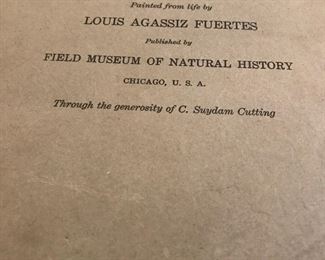 Painted from life by
LOUIS AGASSIZ FUERTES
Published by
FIELD MUSEUM OF NATURAL HISTORY
CHICAGO, U. S. A.
Through the generosity of C. Suydam Cutting